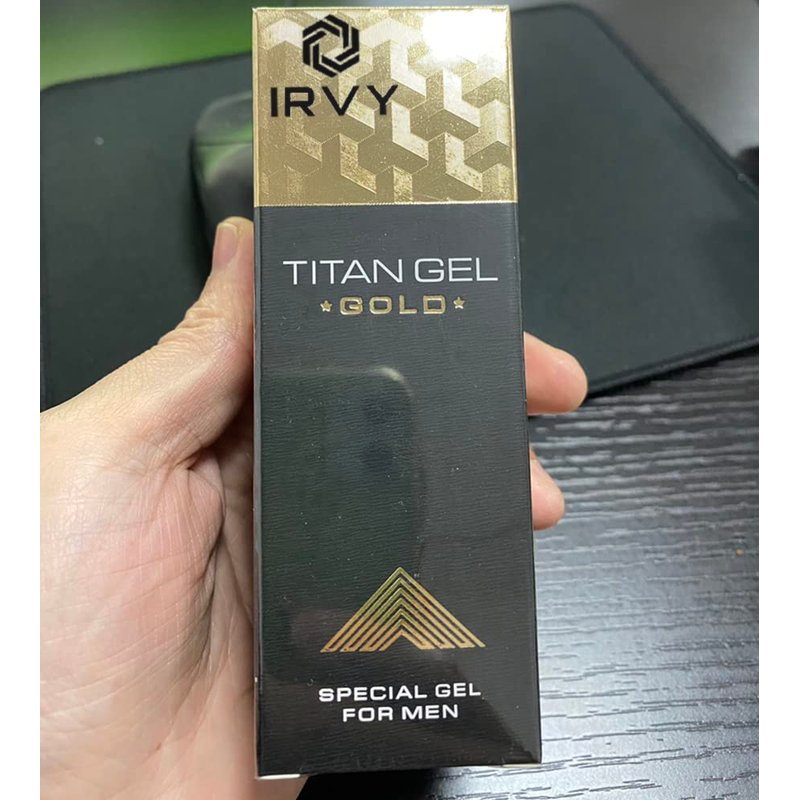 IRVY
TITAN GEL
GOLD
SPECIAL GEL
FOR MEN